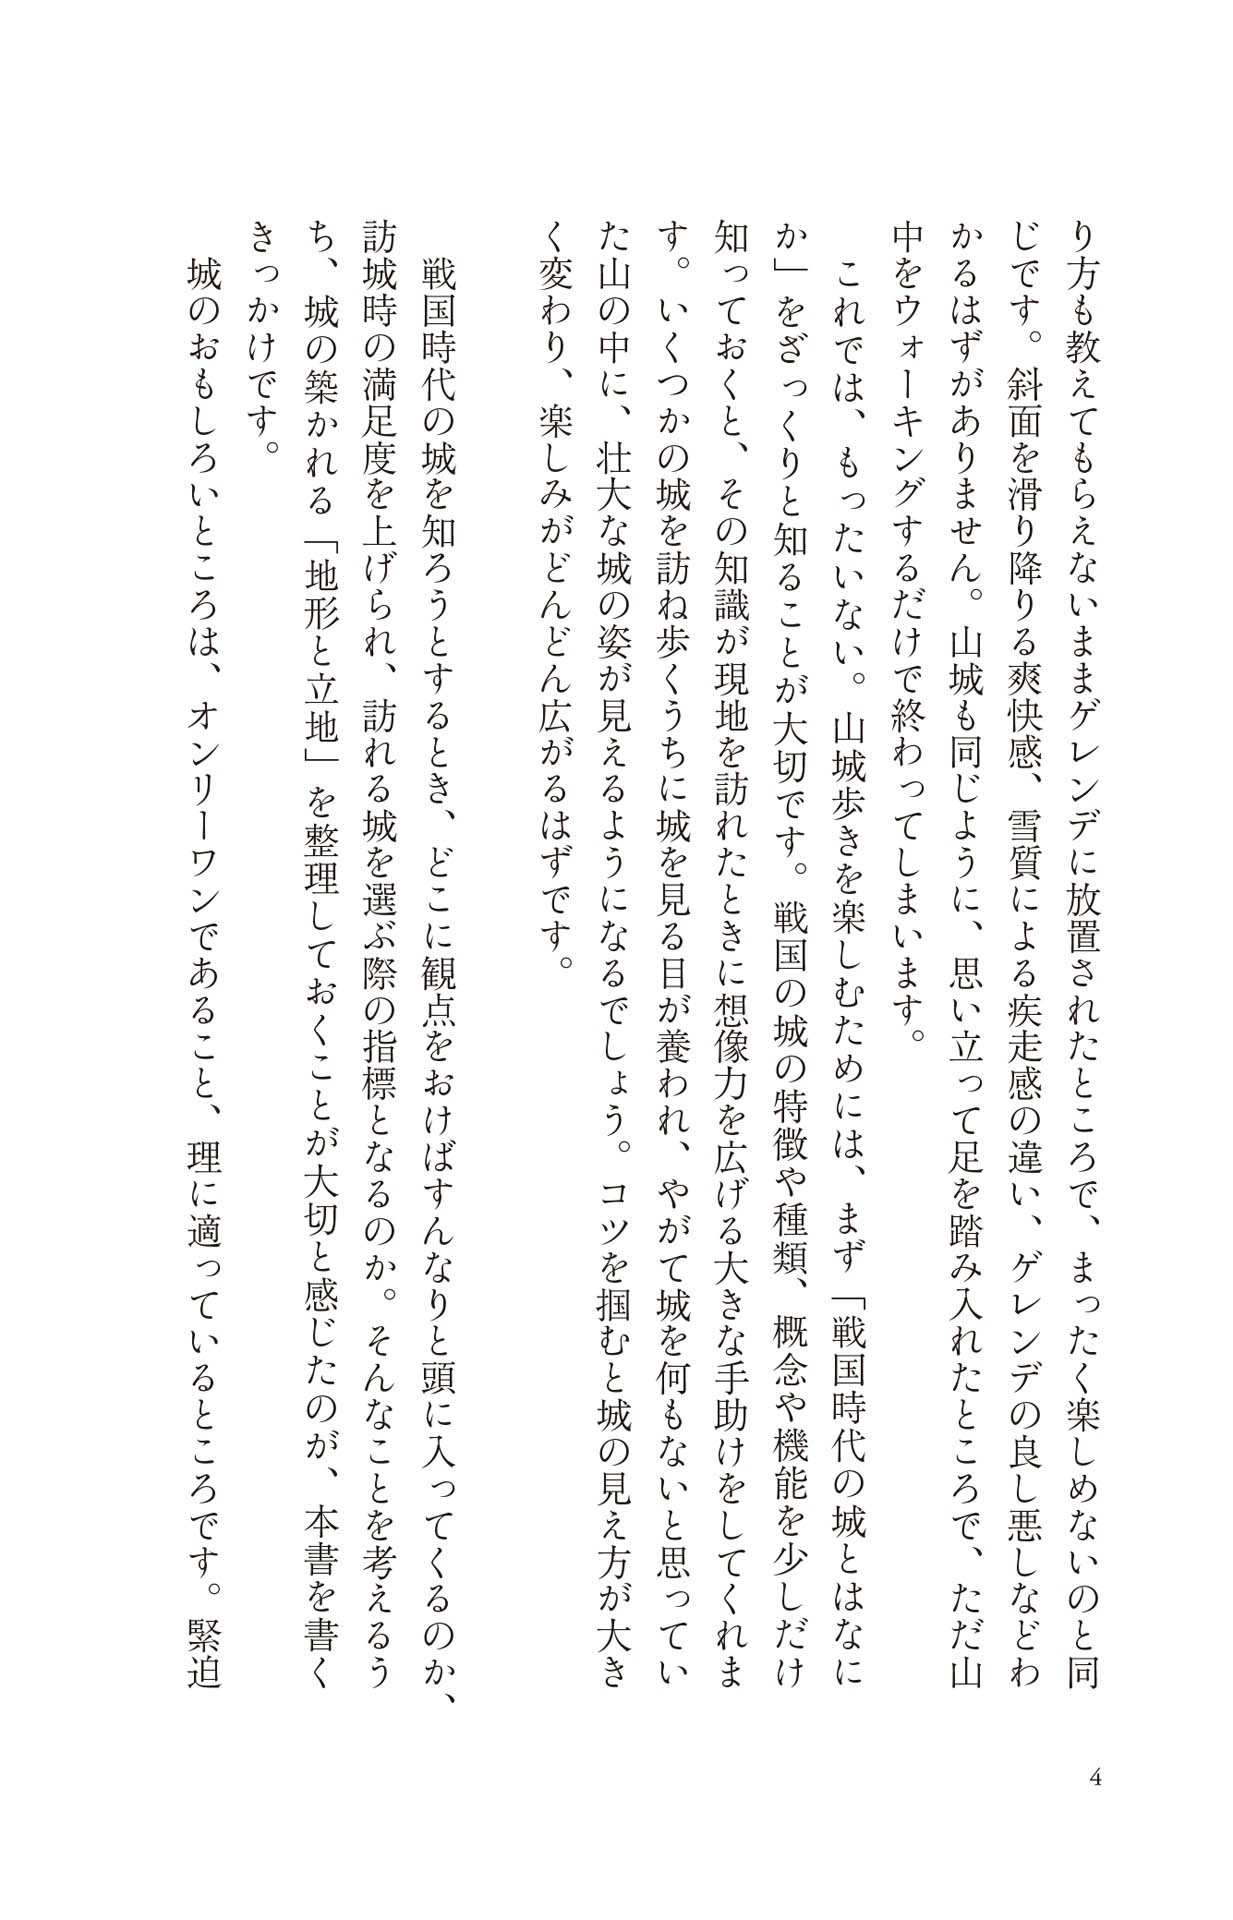 り方も教えてもらえないままゲレンデに放置されたところで、まったく楽しめないのと同
じです。斜面を滑り降りる爽快感、雪質による疾走感の違い、ゲレンデの良し悪しなどわ
かるはずがありません。山城も同じように、思い立って足を踏み入れたところで、ただ山
中をウォーキングするだけで終わってしまいます。
　これでは、もったいない。山城歩きを楽しむためには、まず「戦国時代の城とはなに
か」をざっくりと知ることが大切です。戦国の城の特徴や種類、概念や機能を少しだけ
知っておくと、その知識が現地を訪れたときに想像力を広げる大きな手助けをしてくれま
す。いくつかの城を訪ね歩くうちに城を見る目が養われ、やがて城を何もないと思ってい
た山の中に、壮大な城の姿が見えるようになるでしょう。コツを掴むと城の見え方が大き
く変わり、楽しみがどんどん広がるはずです。
　戦国時代の城を知ろうとするとき、どこに観点をおけばすんなりと頭に入ってくるのか、
訪城時の満足度を上げられ、訪れる城を選ぶ際の指標となるのか。そんなことを考えるう
ち、城の築かれる「地形と立地」を整理しておくことが大切と感じたのが、本書を書く
きっかけです。
　城のおもしろいところは、オンリーワンであること、理に適っているところです。緊迫
4